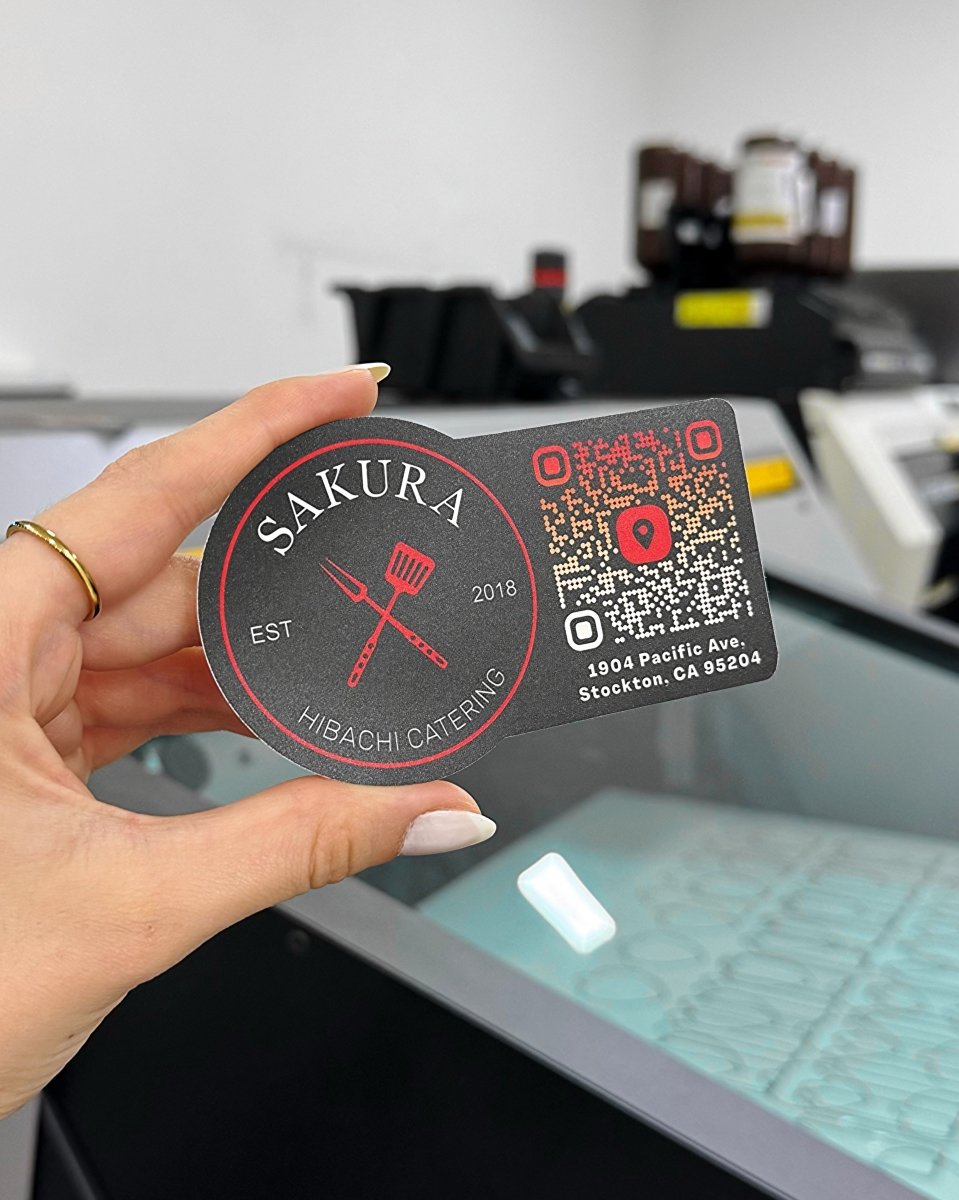 SAKURA
EST
2018
HIBACHI CATERING
1904 Pacific Ave.
Stockton, CA 95204